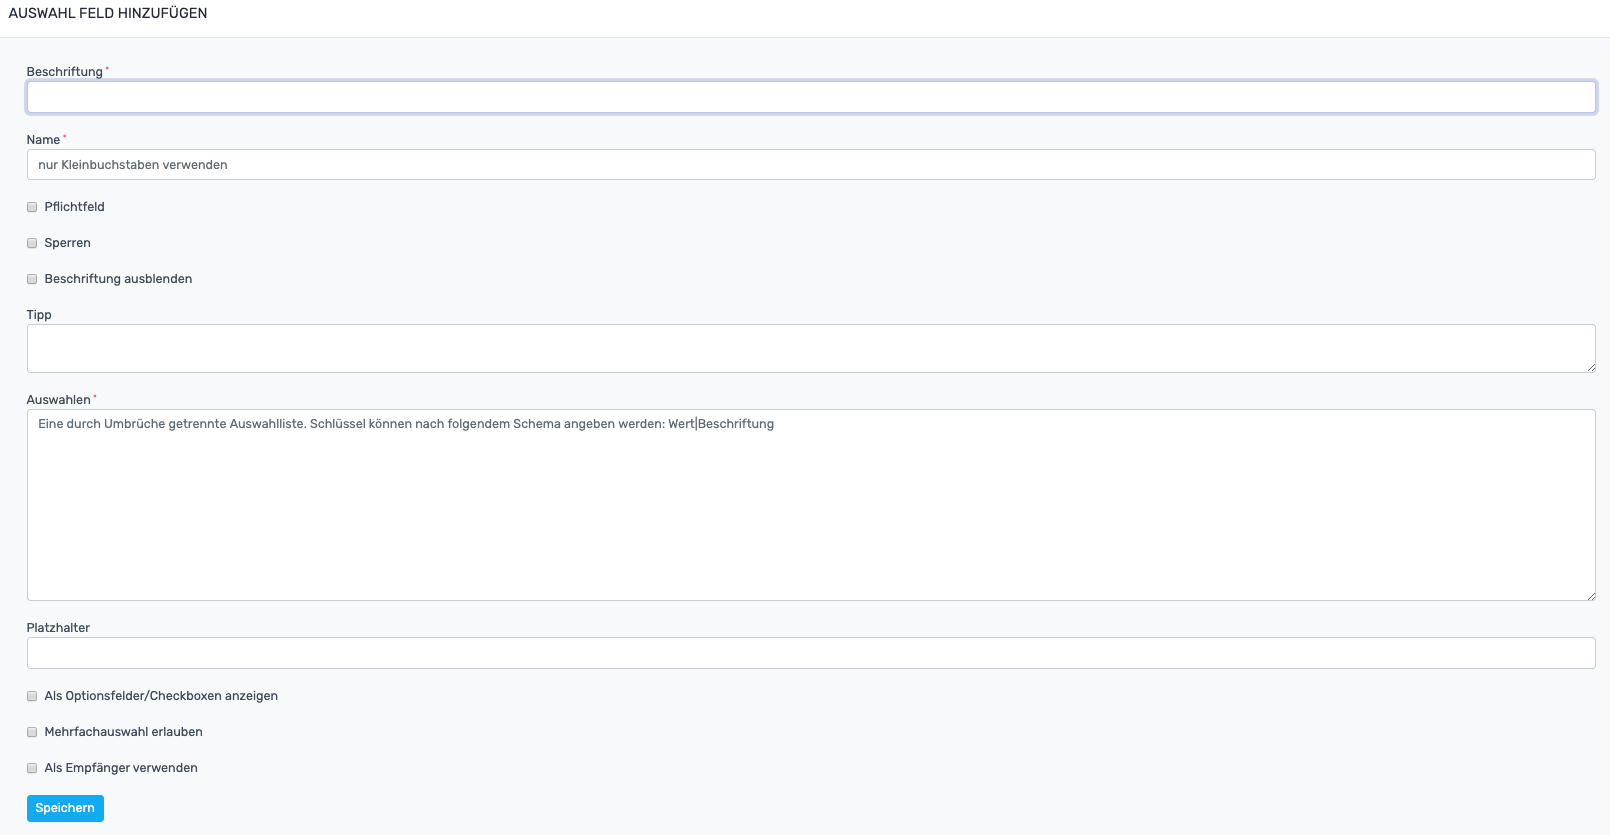 AUSWAHL FELD HINZUFÜGEN
Beschriftung *
Name *
nur Kleinbuchstaben verwenden
Pflichtfeld
Sperren
Beschriftung ausblenden
Tipp
Auswahlen *
Eine durch Umbrüche getrennte Auswahlliste. Schlüssel können nach folgendem Schema angeben werden: Wert|Beschriftung
Platzhalter
Als Optionsfelder/Checkboxen anzeigen
Mehrfachauswahl erlauben
Als Empfänger verwenden
Speichern